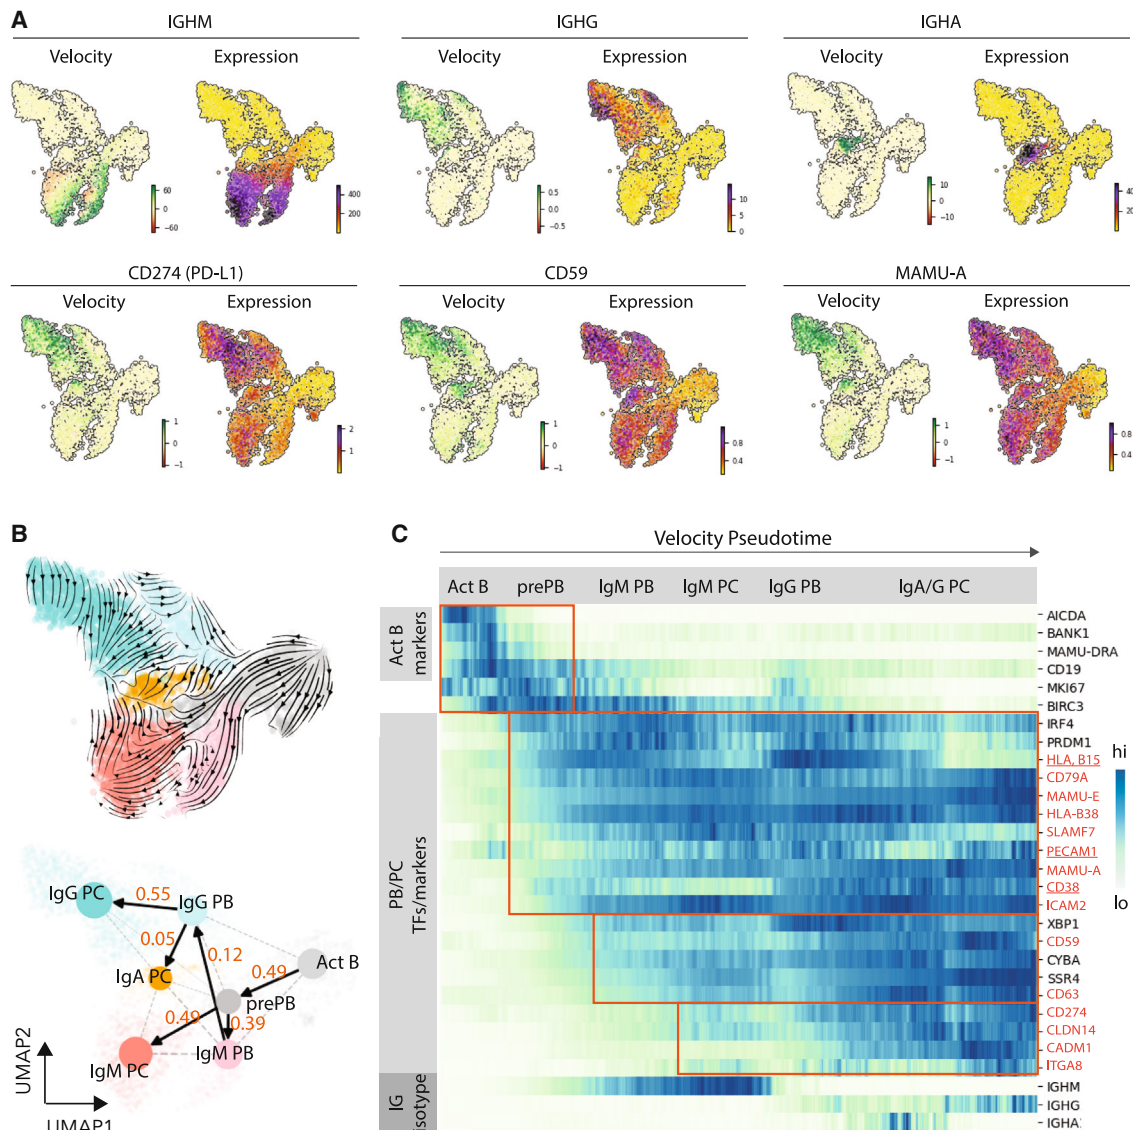 A
IGHM
IGHG
IGHA
Velocity
Expression
Velocity
Expression
Velocity
Expression
60
0
-60
400
200
0.5
0.0
-0.5
10
5
0
10
0
-10
40
20
CD274 (PD-L1)
CD59
MAMU-A
Velocity
Expression
Velocity
Expression
Velocity
Expression
1
0
-1
2
1
1
0
-1
0.8
0.4
1
0
-1
0.8
0.4
B
IgG PC
0.55
IgG PB
0.05
0.12
Act B
IgA PC
0.49
prePB
0.49
0.39
IgM PC
IgM PB
UMAP2
UMAP1
C
Velocity Pseudotime
Act B
prePB
IgM PB
IgM PC
IgG PB
IgA/G PC
Act B
markers
PB/PC
TFs/markers
IG
isotype
AICDA
BANK1
MAMU-DRA
CD19
MKI67
BIRC3
IRF4
PRDM1
HLA, B15
CD79A
MAMU-E
HLA-B38
SLAMF7
PECAM1
MAMU-A
CD38
ICAM2
XBP1
CD59
CYBA
SSR4
CD63
CD274
CLDN14
CADM1
ITGA8
IGHM
IGHG
IGHA
hi
lo